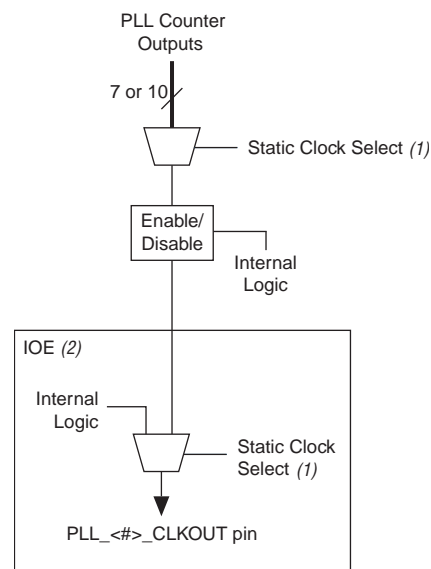 PLL Counter
Outputs
7 or 10
Static Clock Select (1)
Enable/
Disable
Internal
Logic
IOE (2)
Internal
Logic
Static Clock
Select (1)
PLL_<#>_CLKOUT pin